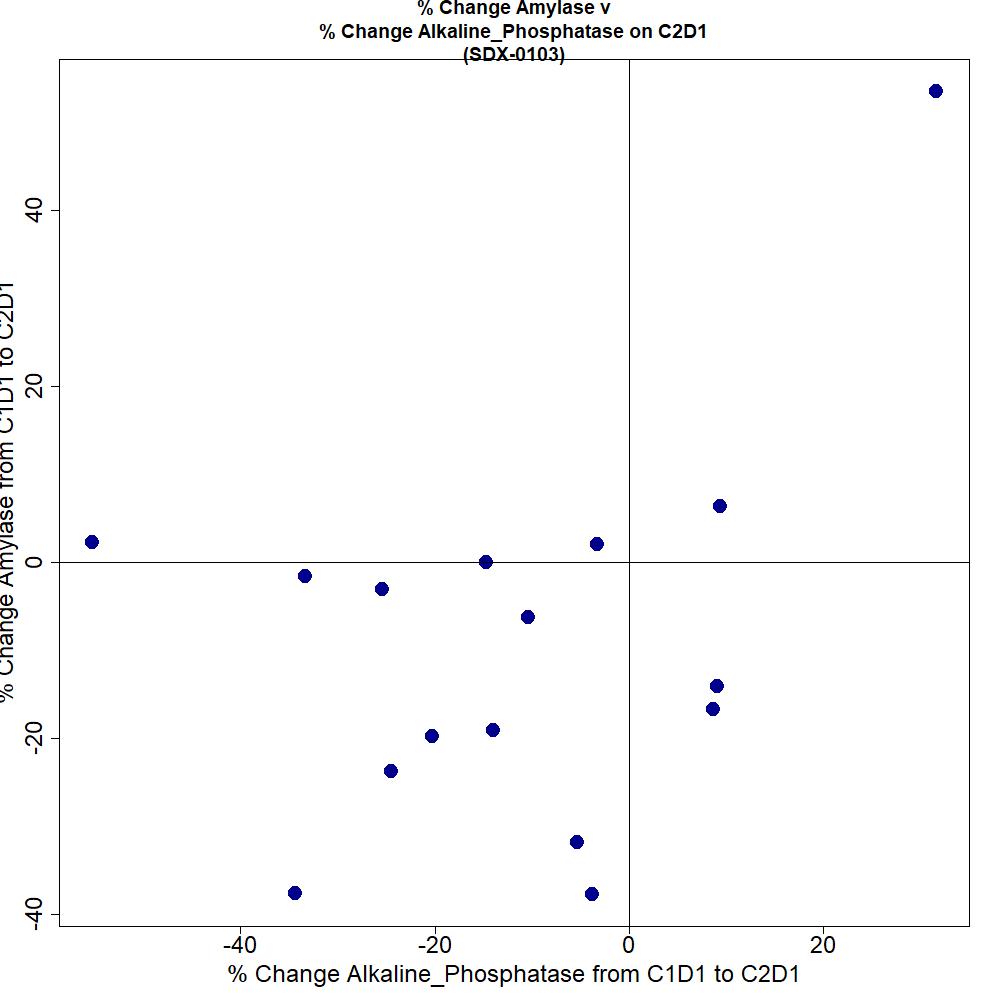 % Change Amylase v
% Change Alkaline_Phosphatase on C2D1
(SDX-0103)
% Change Amylase from C1D1 to C2D1
40
20
0
-20
-40
-40 -20 0 20
% Change Alkaline_Phosphatase from C1D1 to C2D1